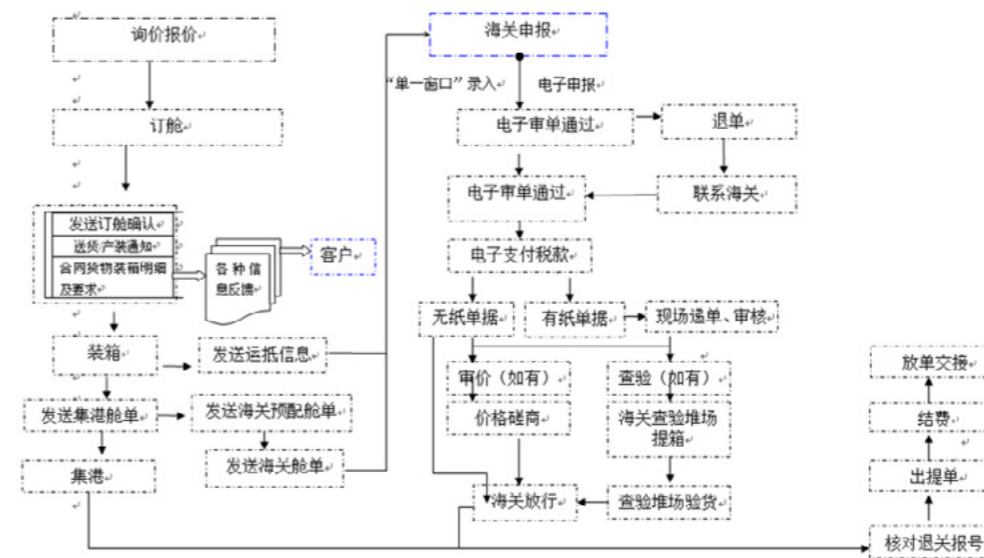 询价报价
订舱
发送订舱确认
送货/产装通知
合同货物装箱明细
及要求
各种信
息反馈
客户
装箱
发送运抵信息
发送集港舱单
发送海关预配舱单
集港
发送海关舱单
海关申报
“单一窗口”录入
电子申报
电子审单通过
退单
电子审单通过
联系海关
电子支付税款
无纸单据
有纸单据
现场递单、审核
审价（如有）
查验（如有）
价格磋商
海关查验堆场
提箱
海关放行
查验堆场验货
放单交接
结费
出提单
核对退关报号